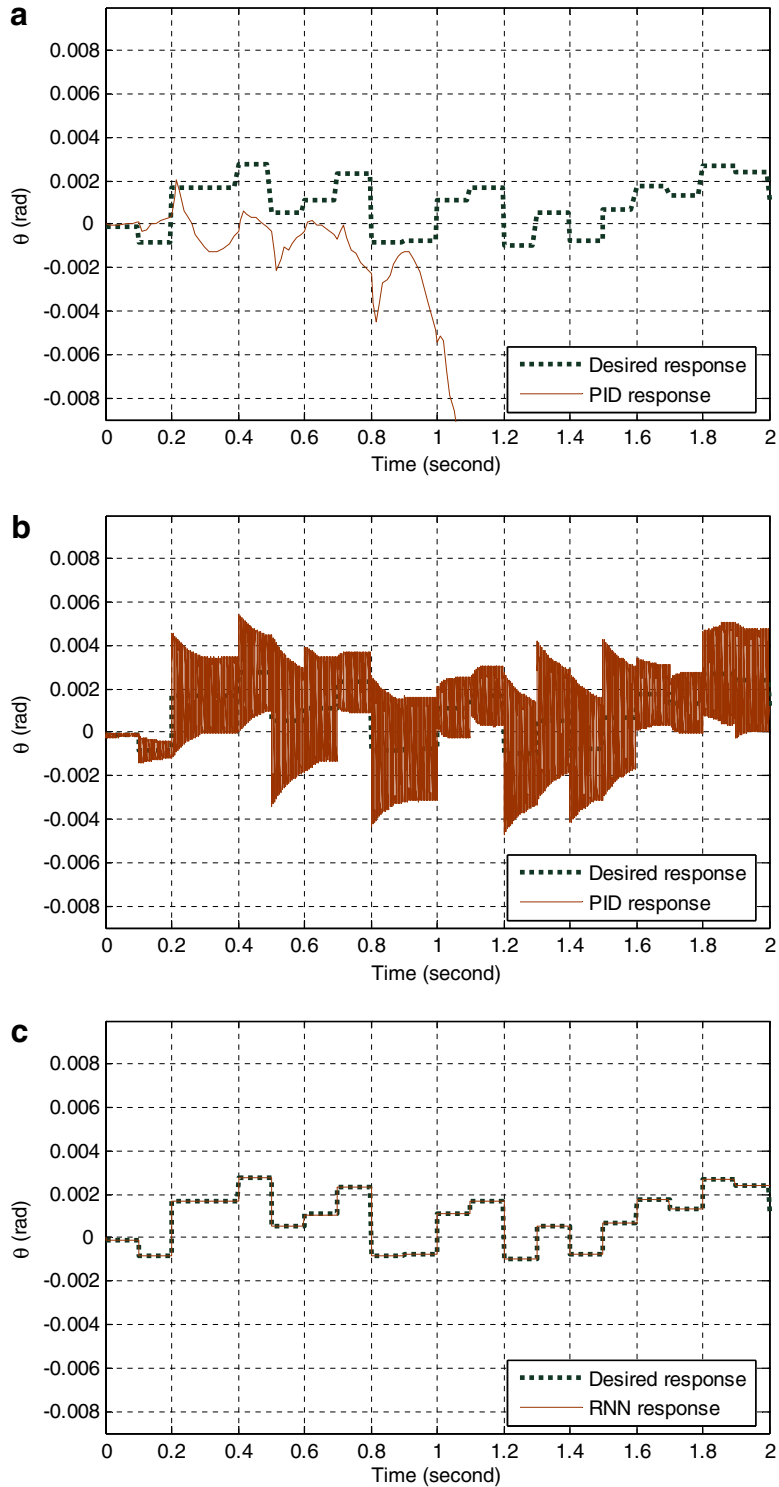 a
0.008
0.006
0.004
0.002
0
-0.002
-0.004
-0.006
-0.008
θ (rad)
Desired response
PID response
0 0.2 0.4 0.6 0.8 1 1.2 1.4 1.6 1.8 2
Time (second)
b
0.008
0.006
0.004
0.002
0
-0.002
-0.004
-0.006
-0.008
θ (rad)
Desired response
PID response
0 0.2 0.4 0.6 0.8 1 1.2 1.4 1.6 1.8 2
Time (second)
c
0.008
0.006
0.004
0.002
0
-0.002
-0.004
-0.006
-0.008
θ (rad)
Desired response
RNN response
0 0.2 0.4 0.6 0.8 1 1.2 1.4 1.6 1.8 2
Time (second)